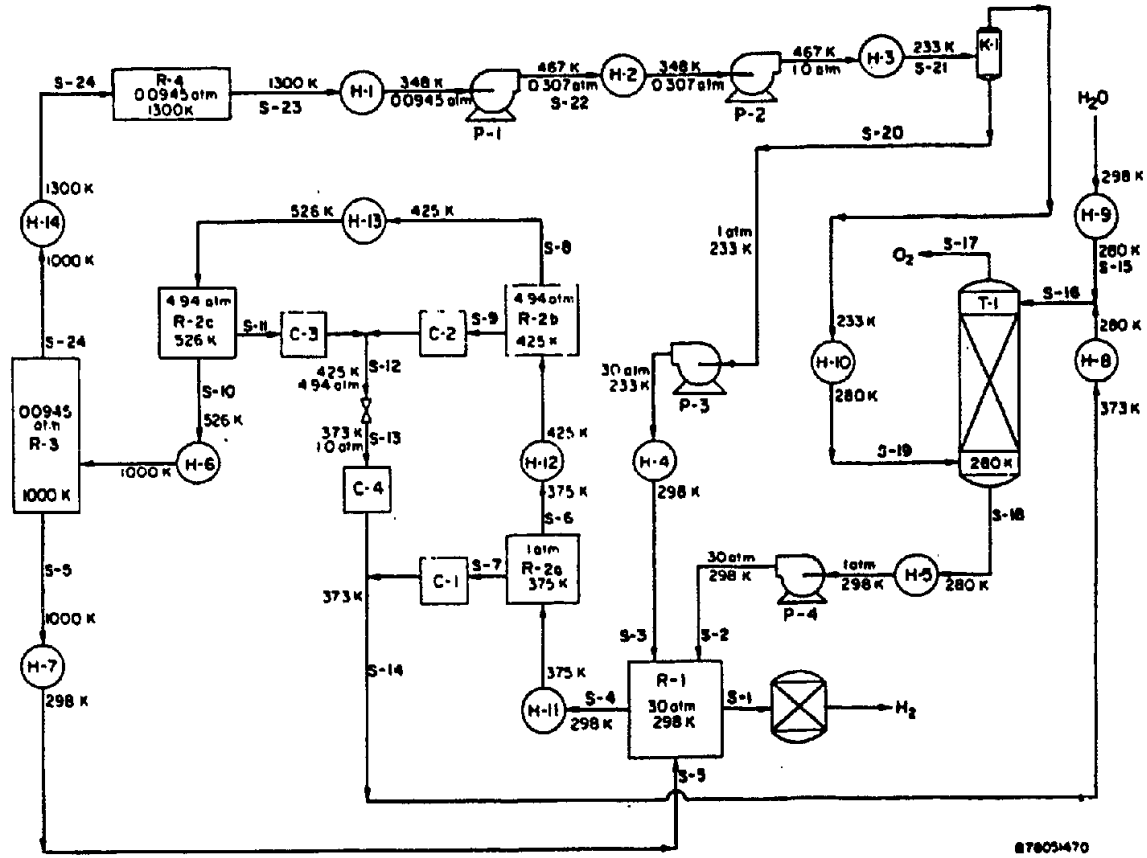 S-24
R-4
0.0945 atm
1300K
1300 K
S-23
H-1
348 K
0.0945 atm
P-1
467 K
0.307 atm
S-22
H-2
348 K
0.307 atm
P-2
467 K
1.0 atm
H-3
233 K
S-21
K-1
S-20
H₂O
298 K
H-9
280 K
S-15
1300 K
H-14
1000 K
526 K
H-13
425 K
S-8
1 atm
233 K
O₂
S-17
T-1
S-16
4.94 atm
R-2c
526 K
S-11
C-3
C-2
S-9
4.94 atm
R-2b
425 K
233 K
H-10
280 K
280 K
H-8
373 K
S-24
S-12
425 K
4.94 atm
30 atm
233 K
P-3
0.0945
atm
R-3
1000 K
S-10
526 K
H-6
1000 K
373 K
1.0 atm
S-13
C-4
425 K
H-12
375 K
S-6
H-4
298 K
S-19
280 K
S-18
S-5
1000 K
C-1
S-7
1 atm
R-2a
375 K
373 K
30 atm
298 K
P-4
1 atm
298 K
H-5
280 K
H-7
298 K
S-14
375 K
H-11
S-4
298 K
S-3
S-2
R-1
30 atm
298 K
S-1
H₂
S-5
878051470